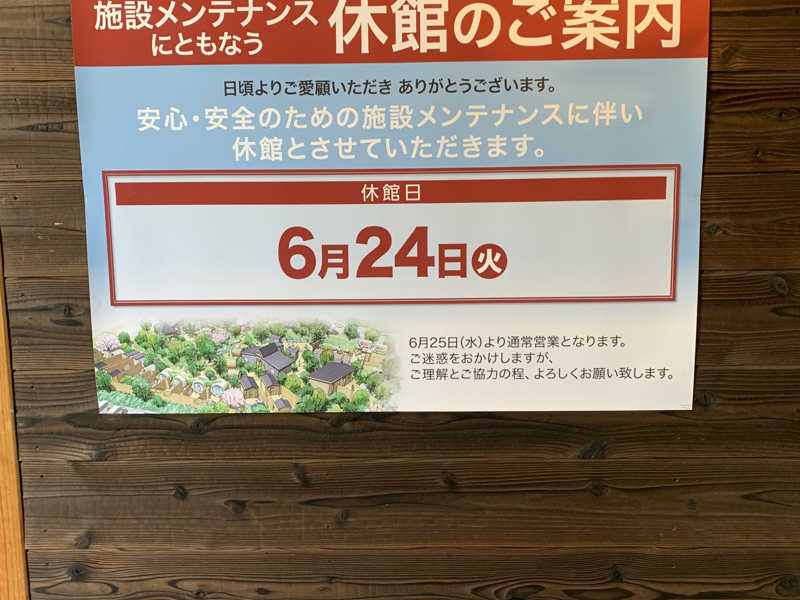 施設メンテナンス
にともなう
休館のご案内
日頃よりご愛顧いただき ありがとうございます。
安心・安全のための施設メンテナンスに伴い
休館とさせていただきます。
休館日
6月24日火
6月25日(水)より通常営業となります。
ご迷惑をおかけしますが、
ご理解とご協力の程、よろしくお願い致します。